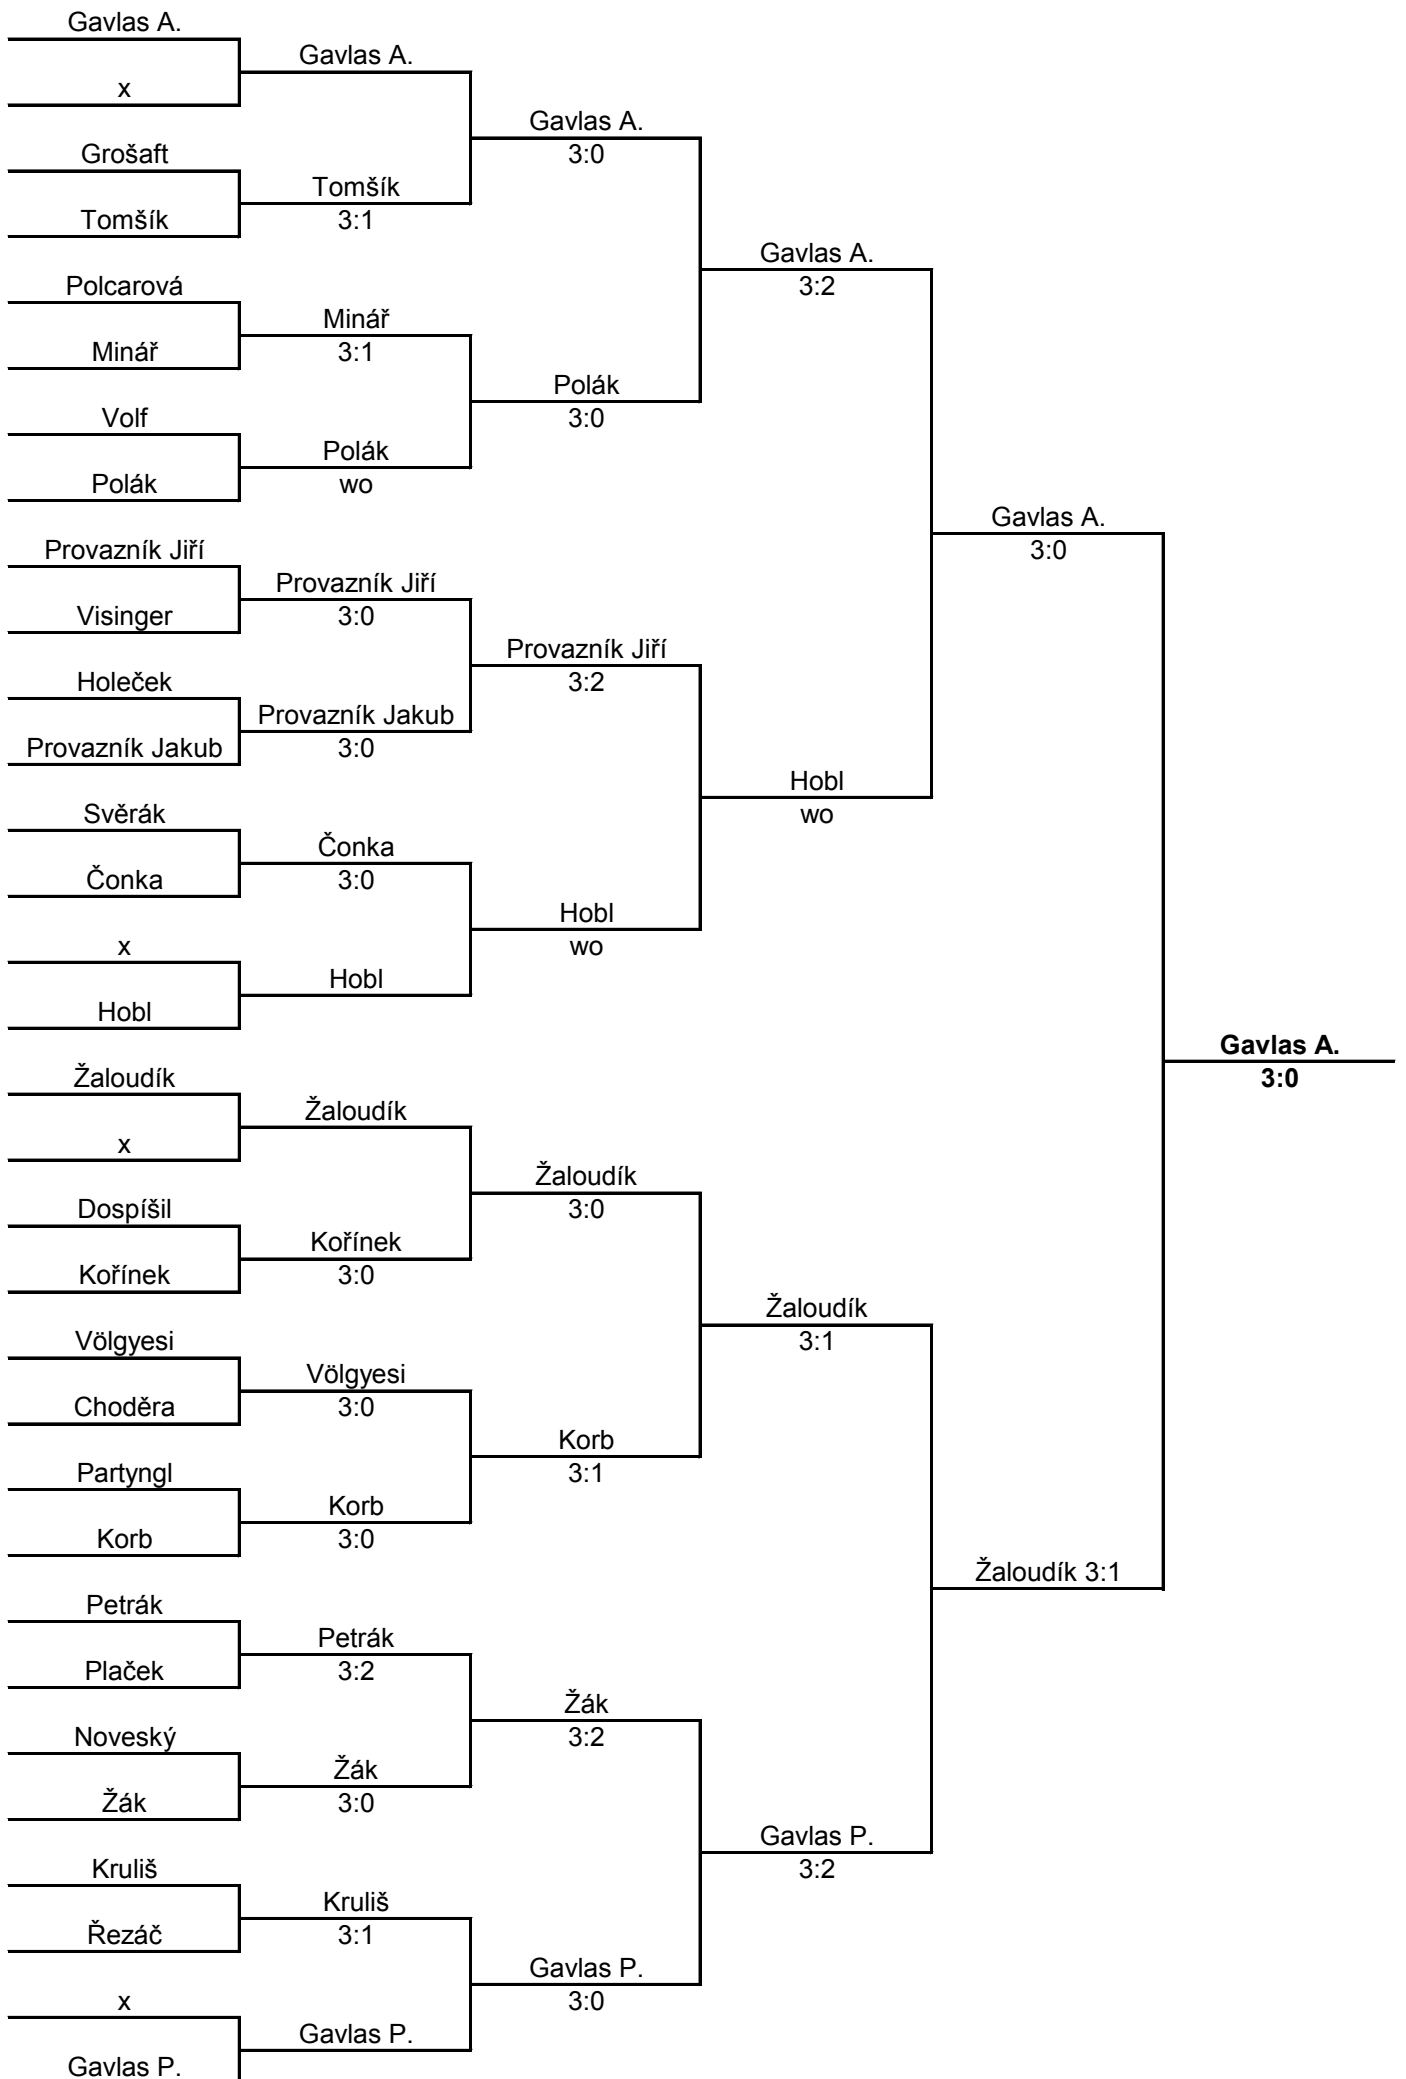 Gavlas A.
Gavlas A.
x
Gavlas A.
Grošaft
3:0
Tomšík
Tomšík
3:1
Gavlas A.
Polcarová
3:2
Minář
Minář
3:1
Polák
Volf
3:0
Polák
Polák
wo
Gavlas A.
Provazník Jiří
3:0
Provazník Jiří
Visinger
3:0
Provazník Jiří
Holeček
3:2
Provazník Jakub
Provazník Jakub
3:0
Hobl
Svěrák
wo
Čonka
Čonka
3:0
Hobl
x
wo
Hobl
Hobl
Gavlas A.
Žaloudík
3:0
Žaloudík
x
Žaloudík
Dospíšil
3:0
Kořínek
Kořínek
3:0
Žaloudík
Völgyesi
3:1
Völgyesi
Choděra
3:0
Korb
Partyngl
3:1
Korb
Korb
3:0
Žaloudík 3:1
Petrák
Petrák
Plaček
3:2
Žák
Noveský
3:2
Žák
Žák
3:0
Gavlas P.
Kruliš
3:2
Kruliš
Řezáč
3:1
Gavlas P.
x
3:0
Gavlas P.
Gavlas P.